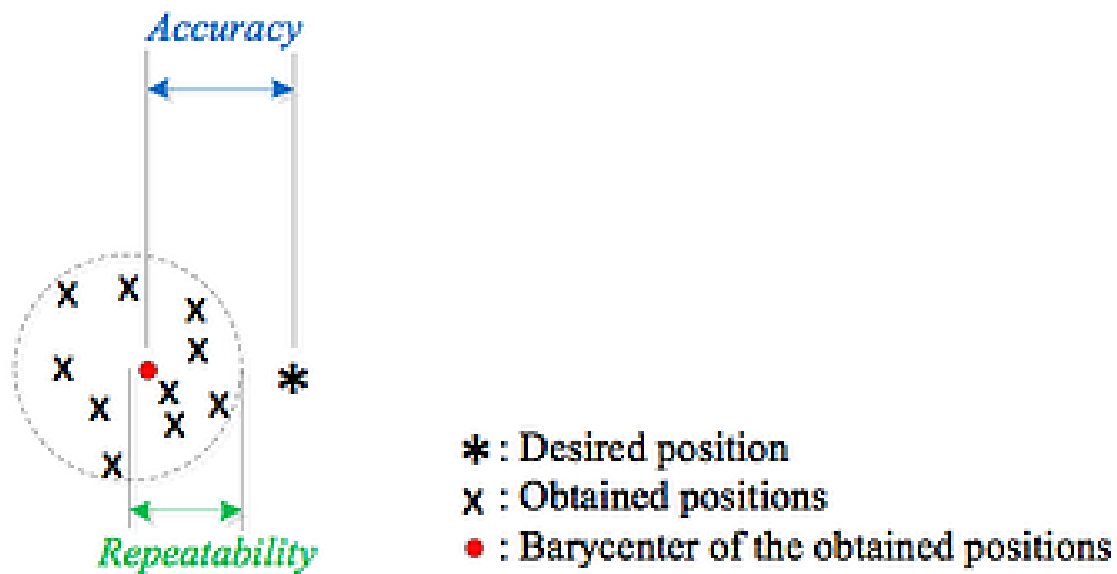 Accuracy
Repeatability
* : Desired position
x : Obtained positions
• : Barycenter of the obtained positions